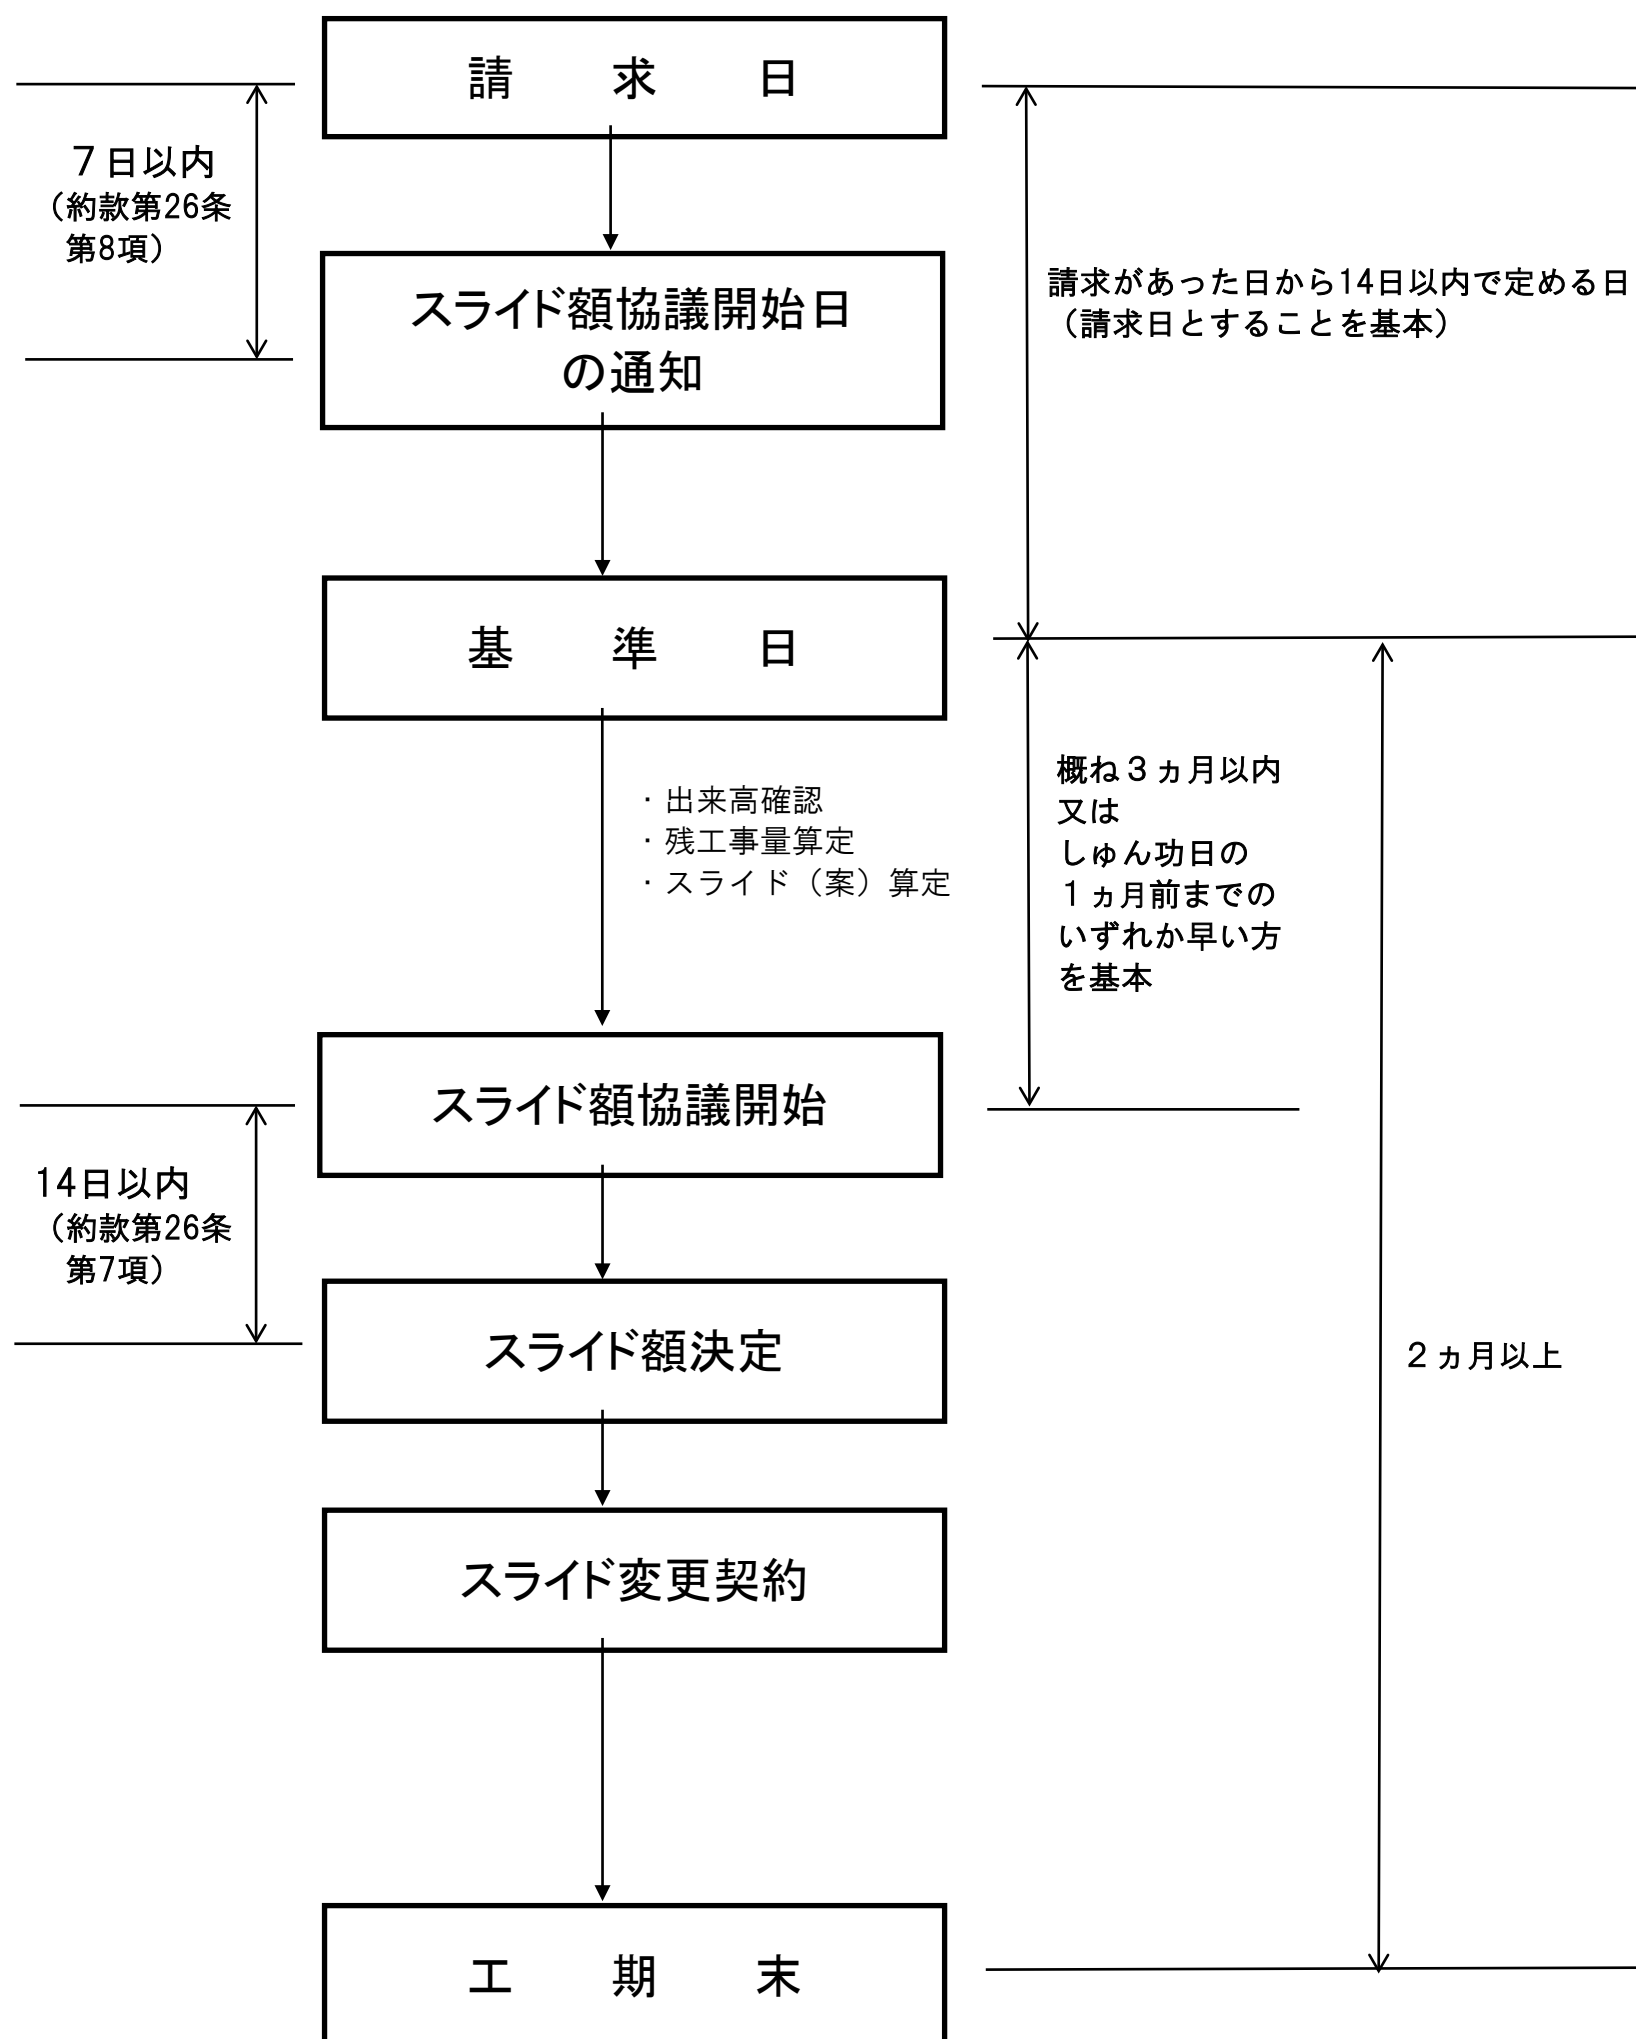 請　求　日
７日以内
（約款第26条
第8項）
スライド額協議開始日
の通知
請求があった日から14日以内で定める日
（請求日とすることを基本）
基　準　日
・出来高確認
・残工事量算定
・スライド（案）算定
概ね３ヵ月以内
又は
しゅん功日の
１ヵ月前までの
いずれか早い方
を基本
スライド額協議開始
14日以内
（約款第26条
第7項）
スライド額決定
２ヵ月以上
スライド変更契約
工　期　末